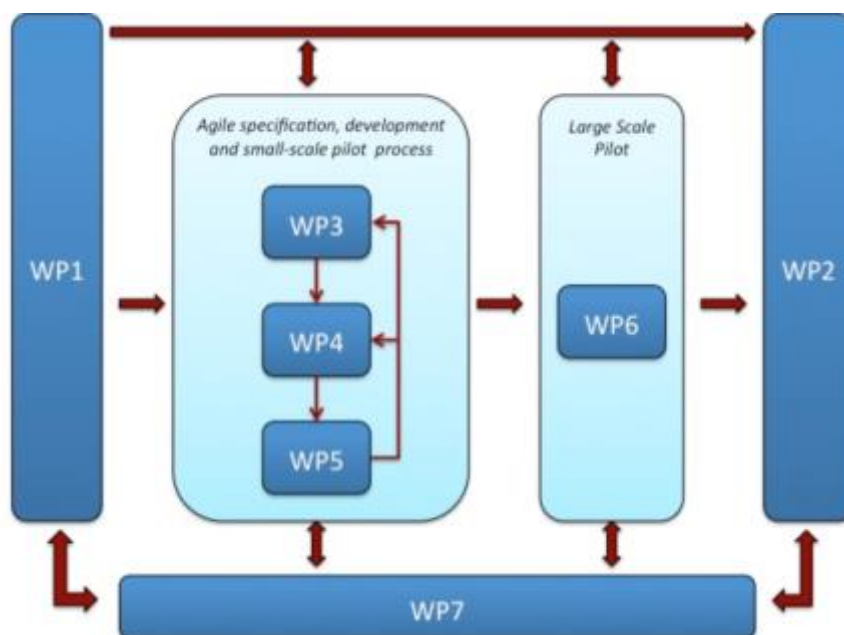 Agile specification, development
and small-scale pilot process
Large Scale
Pilot
WP1
WP3
WP4
WP5
WP6
WP2
WP7